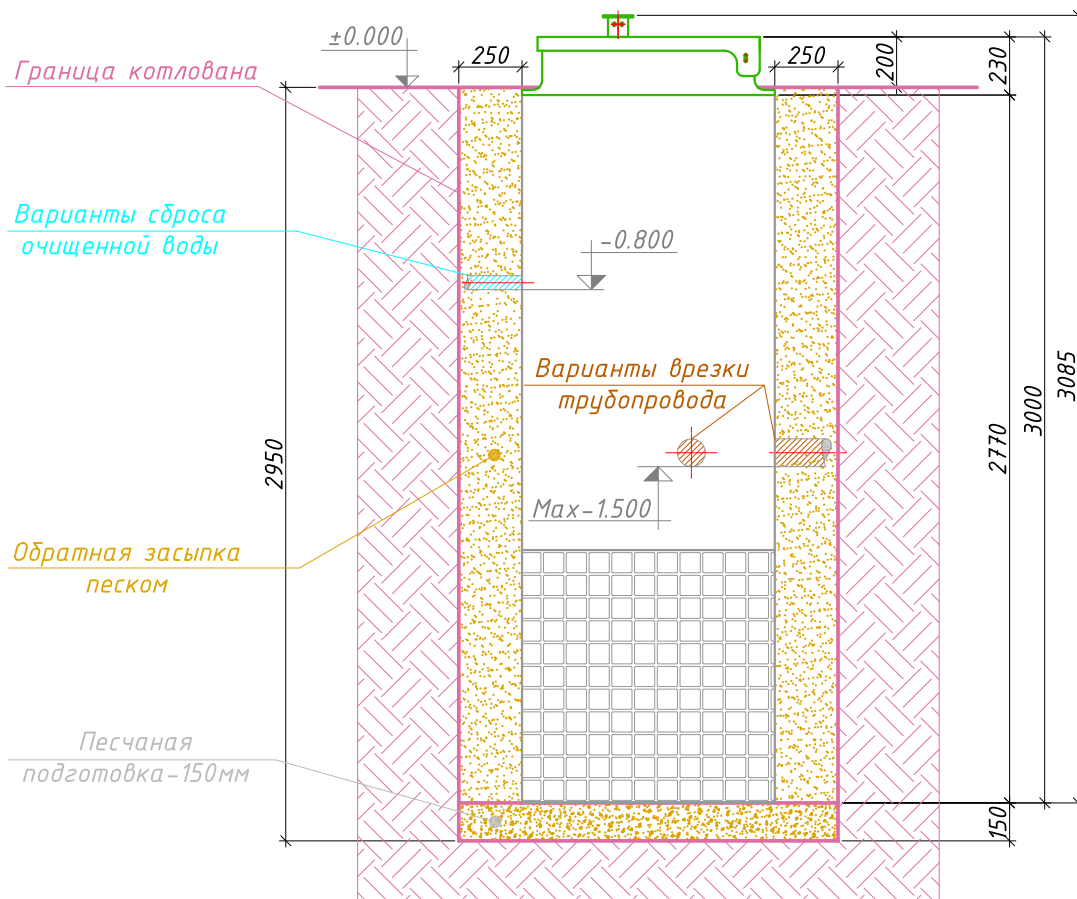 ±0.000
250
250
200
230
Граница котлована
Варианты сброса
очищенной воды
-0.800
Варианты врезки
трубопровода
3085
3000
2770
2950
Max-1.500
Обратная засыпка
песком
Песчаная
подготовка-150мм
150